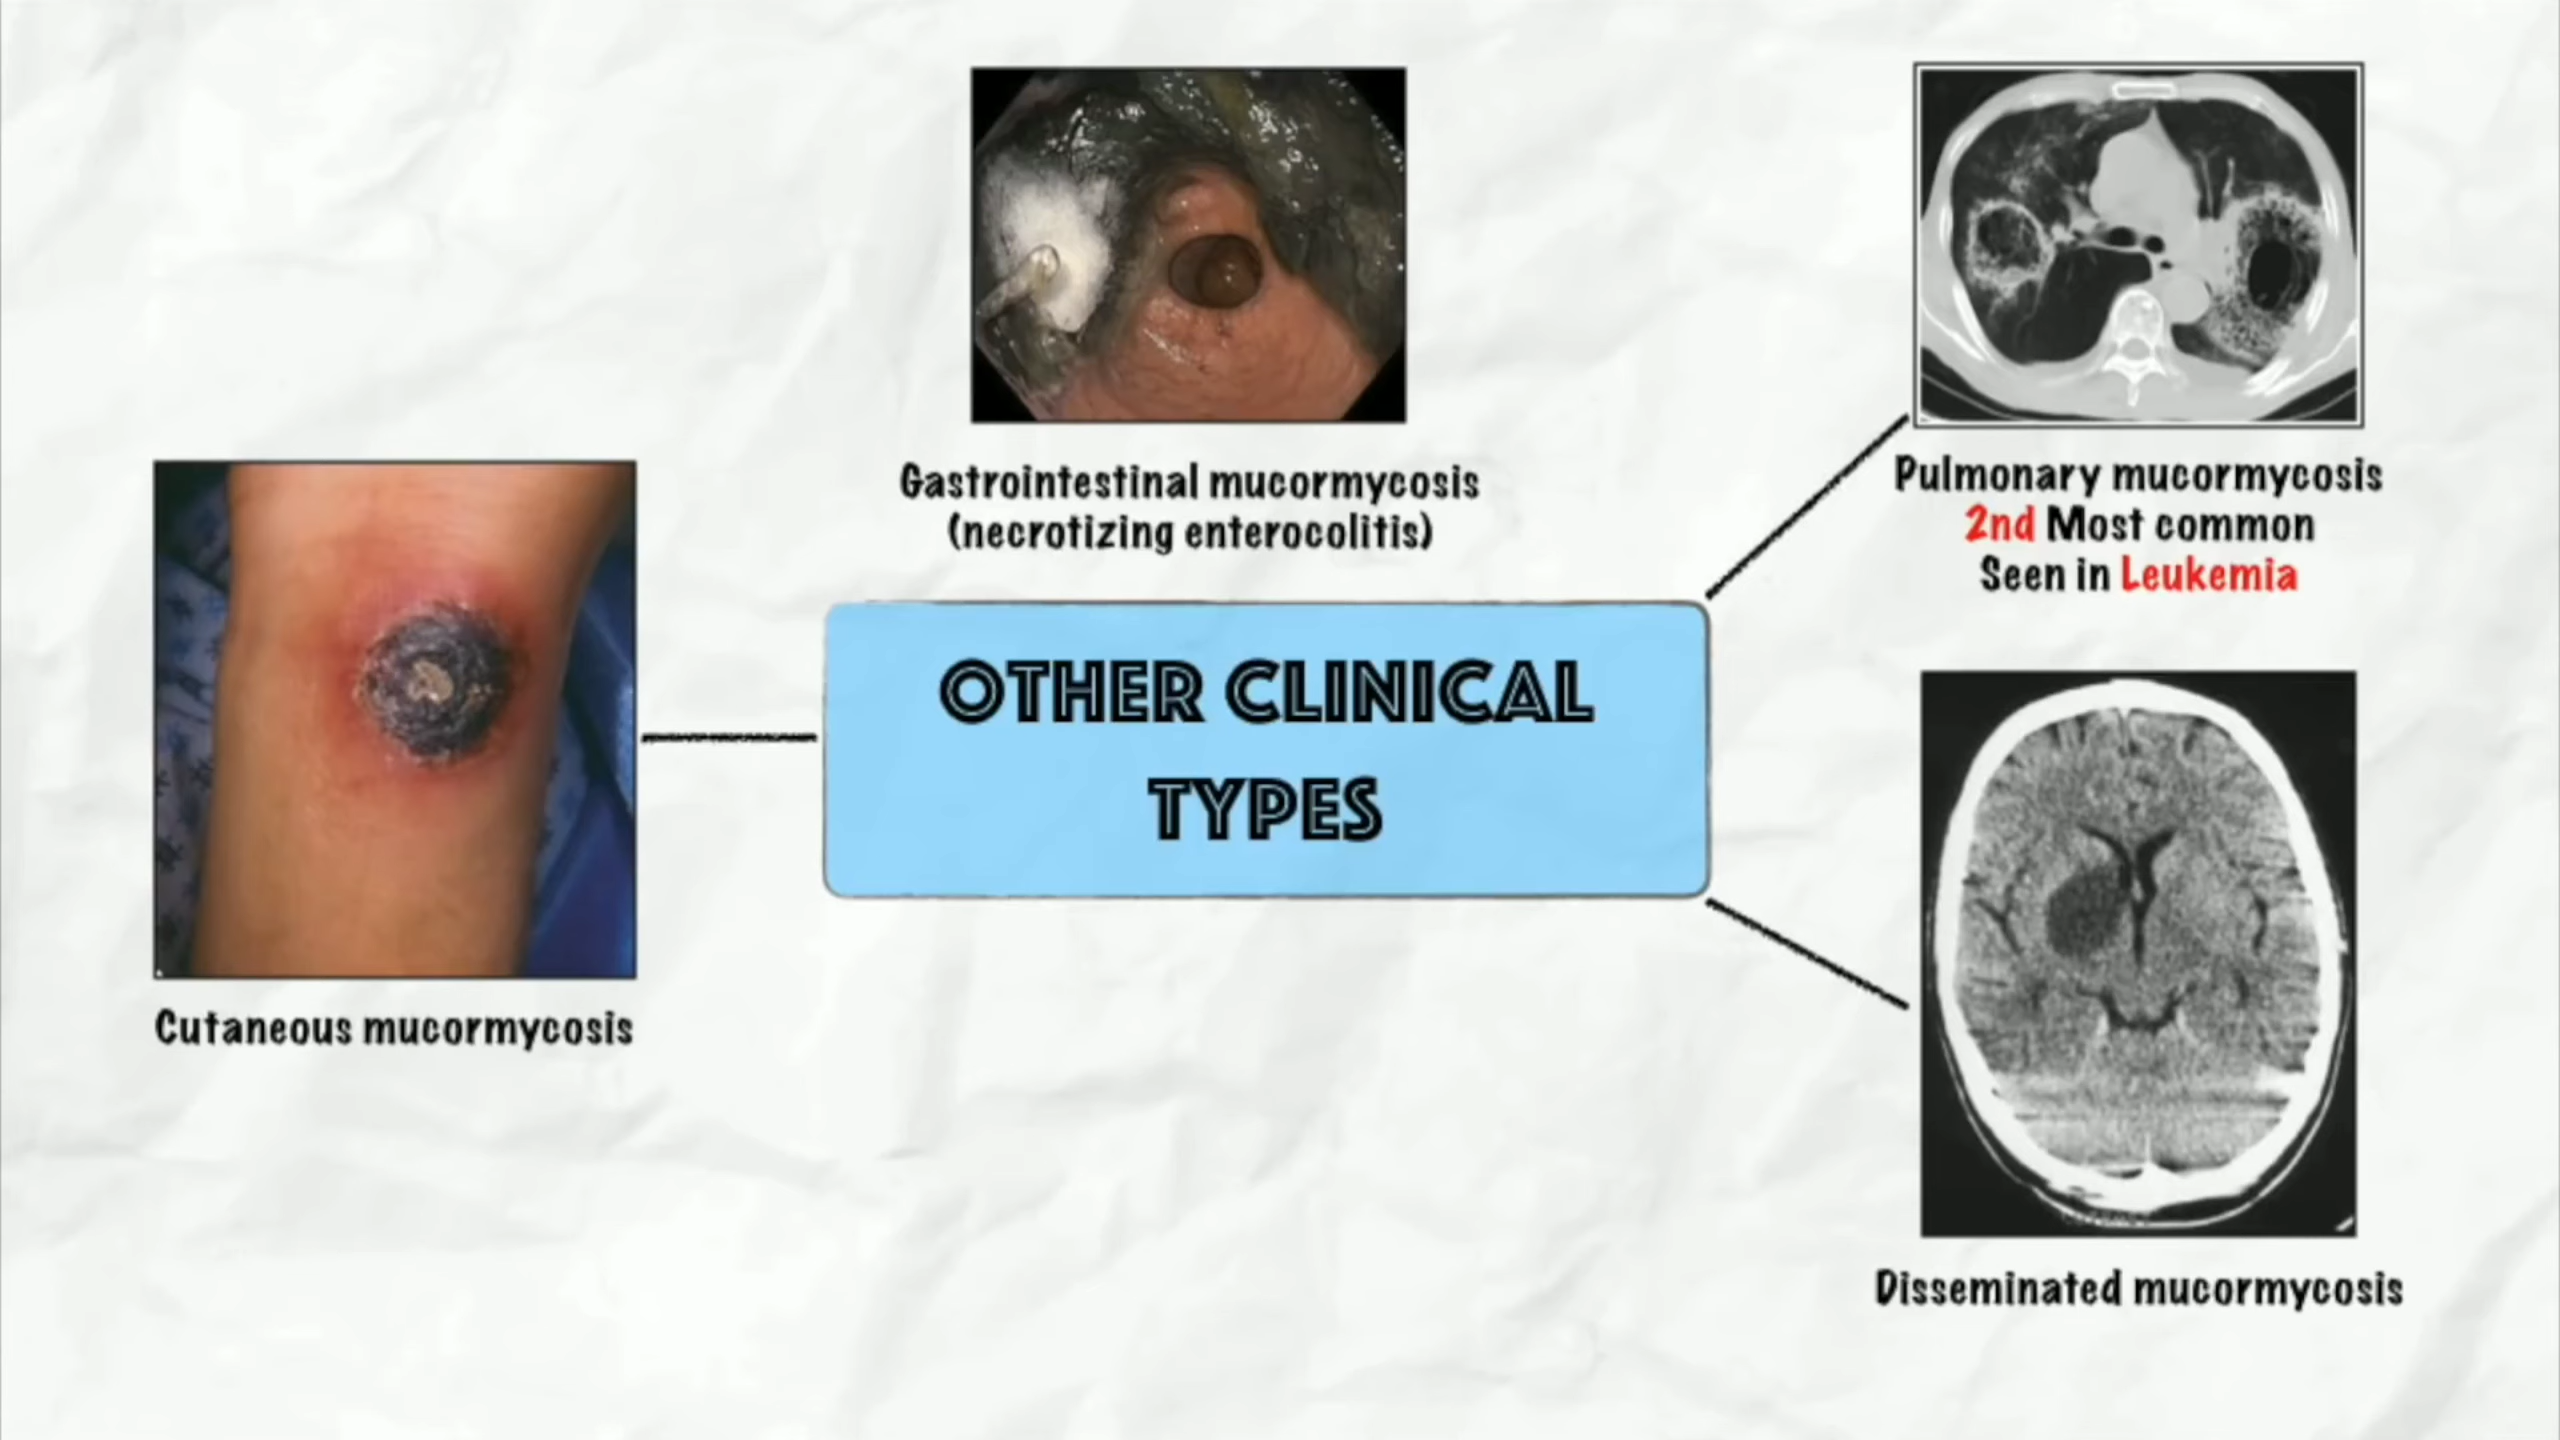 Gastrointestinal mucormycosis
(necrotizing enterocolitis)
Pulmonary mucormycosis
2nd Most common
Seen in Leukemia
OTHER CLINICAL
TYPES
Cutaneous mucormycosis
Disseminated mucormycosis